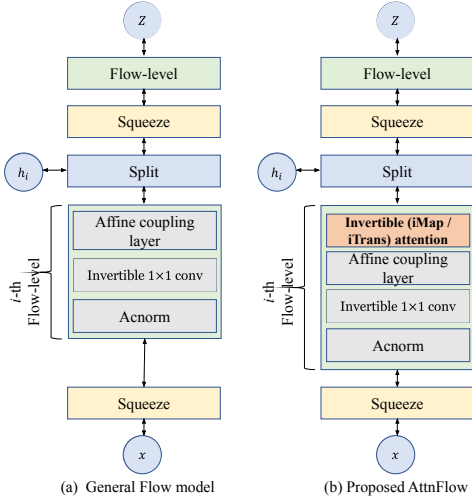 Z
Flow-level
Squeeze
h_i
Split
i-th
Flow-level
Affine coupling
layer
Invertible 1×1 conv
Acnorm
Squeeze
x
(a) General Flow model
Z
Flow-level
Squeeze
h_i
Split
i-th
Flow-level
Invertible (iMap /
iTrans) attention
Affine coupling
layer
Invertible 1×1 conv
Acnorm
Squeeze
x
(b) Proposed AttnFlow